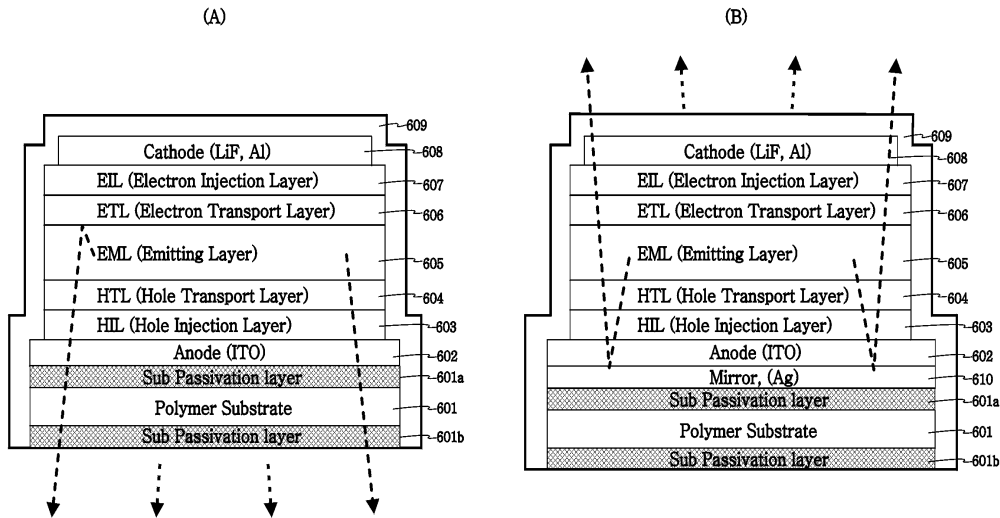 (A)
609
Cathode (LiF, Al)
608
EIL (Electron Injection Layer)
607
ETL (Electron Transport Layer)
606
EML (Emitting Layer)
605
HTL (Hole Transport Layer)
604
HIL (Hole Injection Layer)
603
Anode (ITO)
602
Sub Passivation layer
601a
Polymer Substrate
601
Sub Passivation layer
601b
(B)
609
Cathode (LiF, Al)
608
EIL (Electron Injection Layer)
607
ETL (Electron Transport Layer)
606
EML (Emitting Layer)
605
HTL (Hole Transport Layer)
604
HIL (Hole Injection Layer)
603
Anode (ITO)
602
Mirror, (Ag)
610
Sub Passivation layer
601a
Polymer Substrate
601
Sub Passivation layer
601b